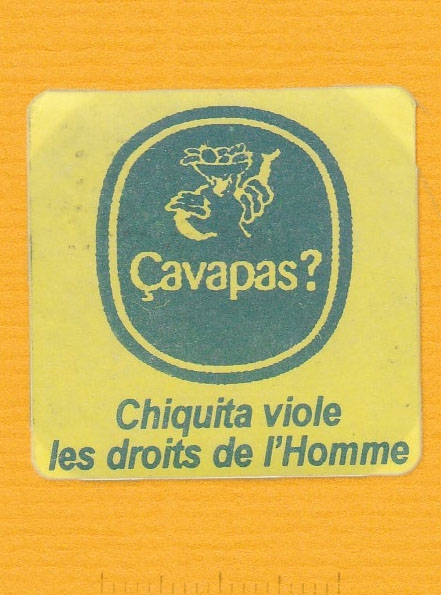 Çavapas?
Chiquita viole
les droits de l'Homme